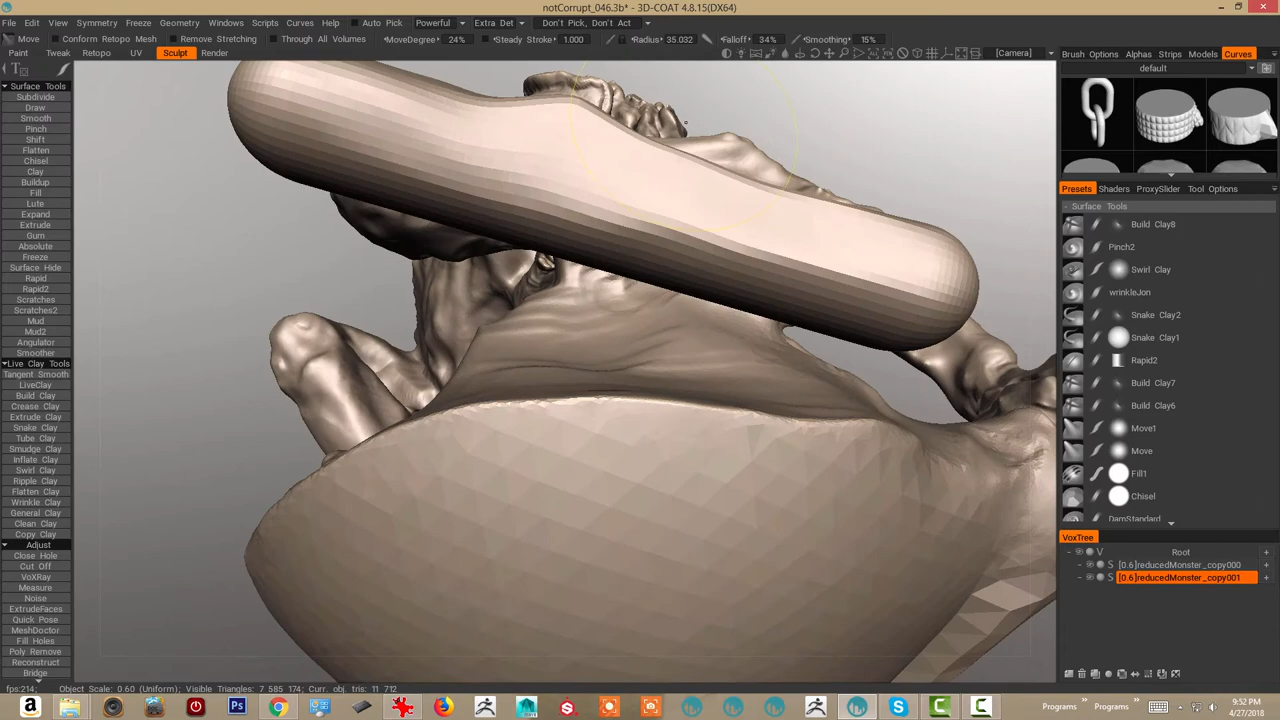 notCorrupt_046.3b* - 3D-COAT 4.8.15(DX64)
File Edit View Symmetry Freeze Geometry Windows Scripts Curves Help Auto Pick Powerful Extra Det Don't Pick, Don't Act
Move Conform Retopo Mesh Remove Stretching Through All Volumes MoveDegree 24% Steady Stroke 1.000 Radius 35.032 Falloff 34% Smoothing 15%
Paint Tweak Retopo UV Sculpt Render [Camera] Brush Options Alphas Strips Models Curves
default
Surface Tools
Subdivide
Draw
Smooth
Pinch
Shift
Flatten
Chisel
Clay
Buildup
Fill
Lute
Expand
Extrude
Gum
Absolute
Freeze
Surface Hide
Rapid
Rapid2
Scratches
Scratches2
Mud
Mud2
Angulator
Smoother
Live Clay Tools
Tangent Smooth
LiveClay
Build Clay
Crease Clay
Extrude Clay
Snake Clay
Tube Clay
Smudge Clay
Inflate Clay
Swirl Clay
Ripple Clay
Flatten Clay
Wrinkle Clay
General Clay
Clean Clay
Copy Clay
Adjust
Close Hole
Cut Off
VoXRay
Measure
Noise
ExtrudeFaces
Quick Pose
MeshDoctor
Fill Holes
Poly Remove
Reconstruct
Bridge
Presets Shaders ProxySlider Tool Options
Surface Tools
Build Clay8
Pinch2
Swirl Clay
wrinkleJon
Snake Clay2
Snake Clay1
Rapid2
Build Clay7
Build Clay6
Move1
Move
Fill1
Chisel
DamStandard
VoxTree
V Root
S [0.6]reducedMonster_copy000
S [0.6]reducedMonster_copy001
fps:214; Object Scale: 0.60 (Uniform); Visible Triangles: 7 585 174; Curr. obj. tris: 11 712
Programs Programs 9:52 PM
4/27/2018